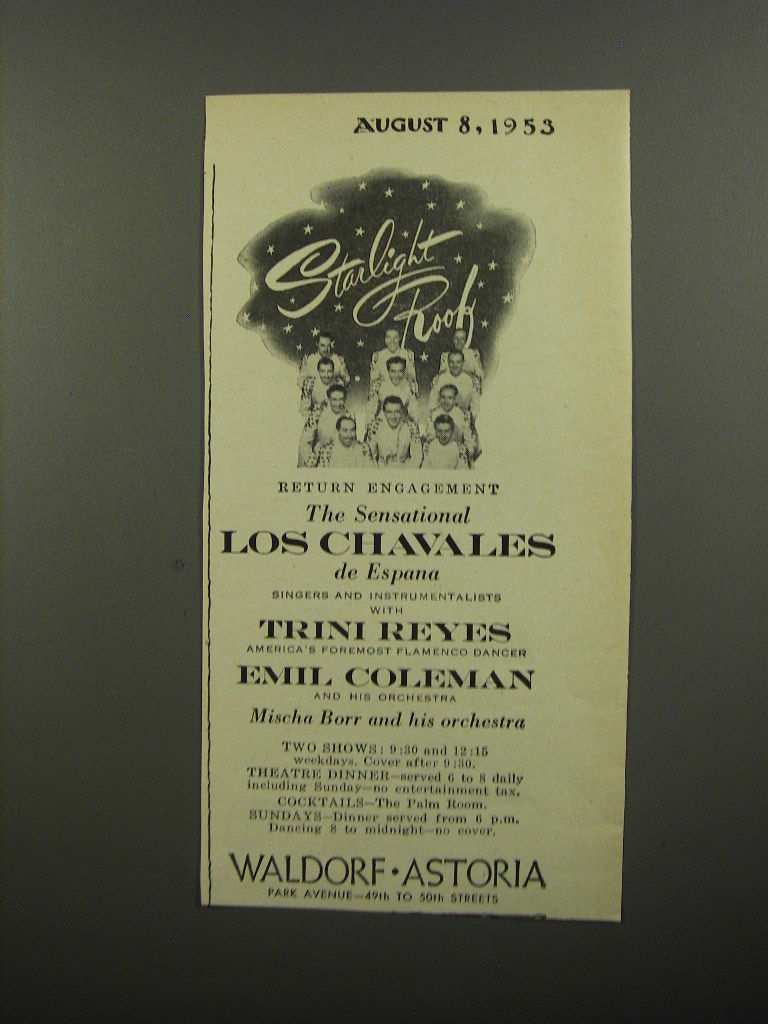 AUGUST 8, 1953
Starlight
Roof
RETURN ENGAGEMENT
The Sensational
LOS CHAVALES
de Espana
SINGERS AND INSTRUMENTALISTS
WITH
TRINI REYES
AMERICA'S FOREMOST FLAMENCO DANCER
EMIL COLEMAN
AND HIS ORCHESTRA
Mischa Borr and his orchestra
TWO SHOWS: 9:30 and 12:15
weekdays. Cover after 9:30.
THEATRE DINNER—served 6 to 8 daily
including Sunday—no entertainment tax.
COCKTAILS—The Palm Room.
SUNDAYS—Dinner served from 6 p.m.
Dancing 8 to midnight—no cover.
WALDORF·ASTORIA
PARK AVENUE—49th TO 50th STREETS